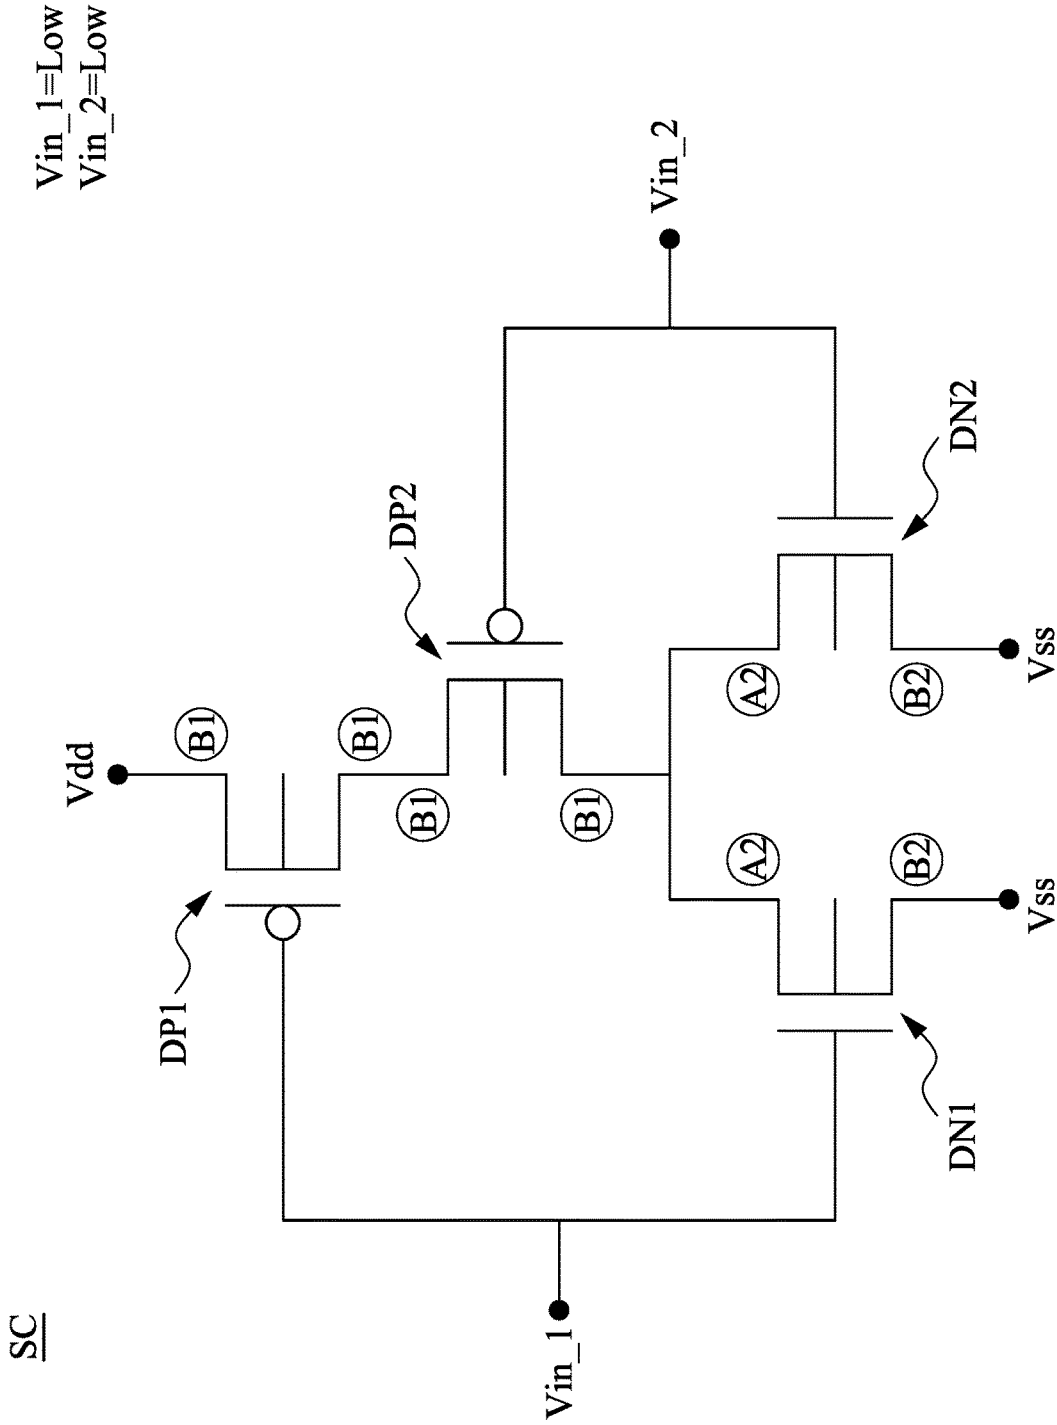 SC
Vin_1=Low
Vin_2=Low
Vdd
B1
DP1
B1
DP2
B1
B1
Vin_1
Vin_2
A2
A2
B2
B2
DN1
DN2
Vss
Vss